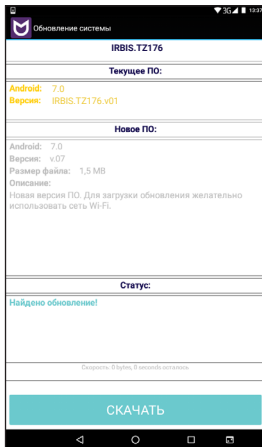 3G 13:37
Обновление системы
IRBIS.TZ176
Текущее ПО:
Android: 7.0
Версия: IRBIS.TZ176.v01
Новое ПО:
Android: 7.0
Версия: v.07
Размер файла: 1,5 MB
Описание:
Новая версия ПО. Для загрузки обновления желательно
использовать сеть Wi-Fi.
Статус:
Найдено обновление!
Скорость: 0 bytes, 0 seconds осталось
СКАЧАТЬ